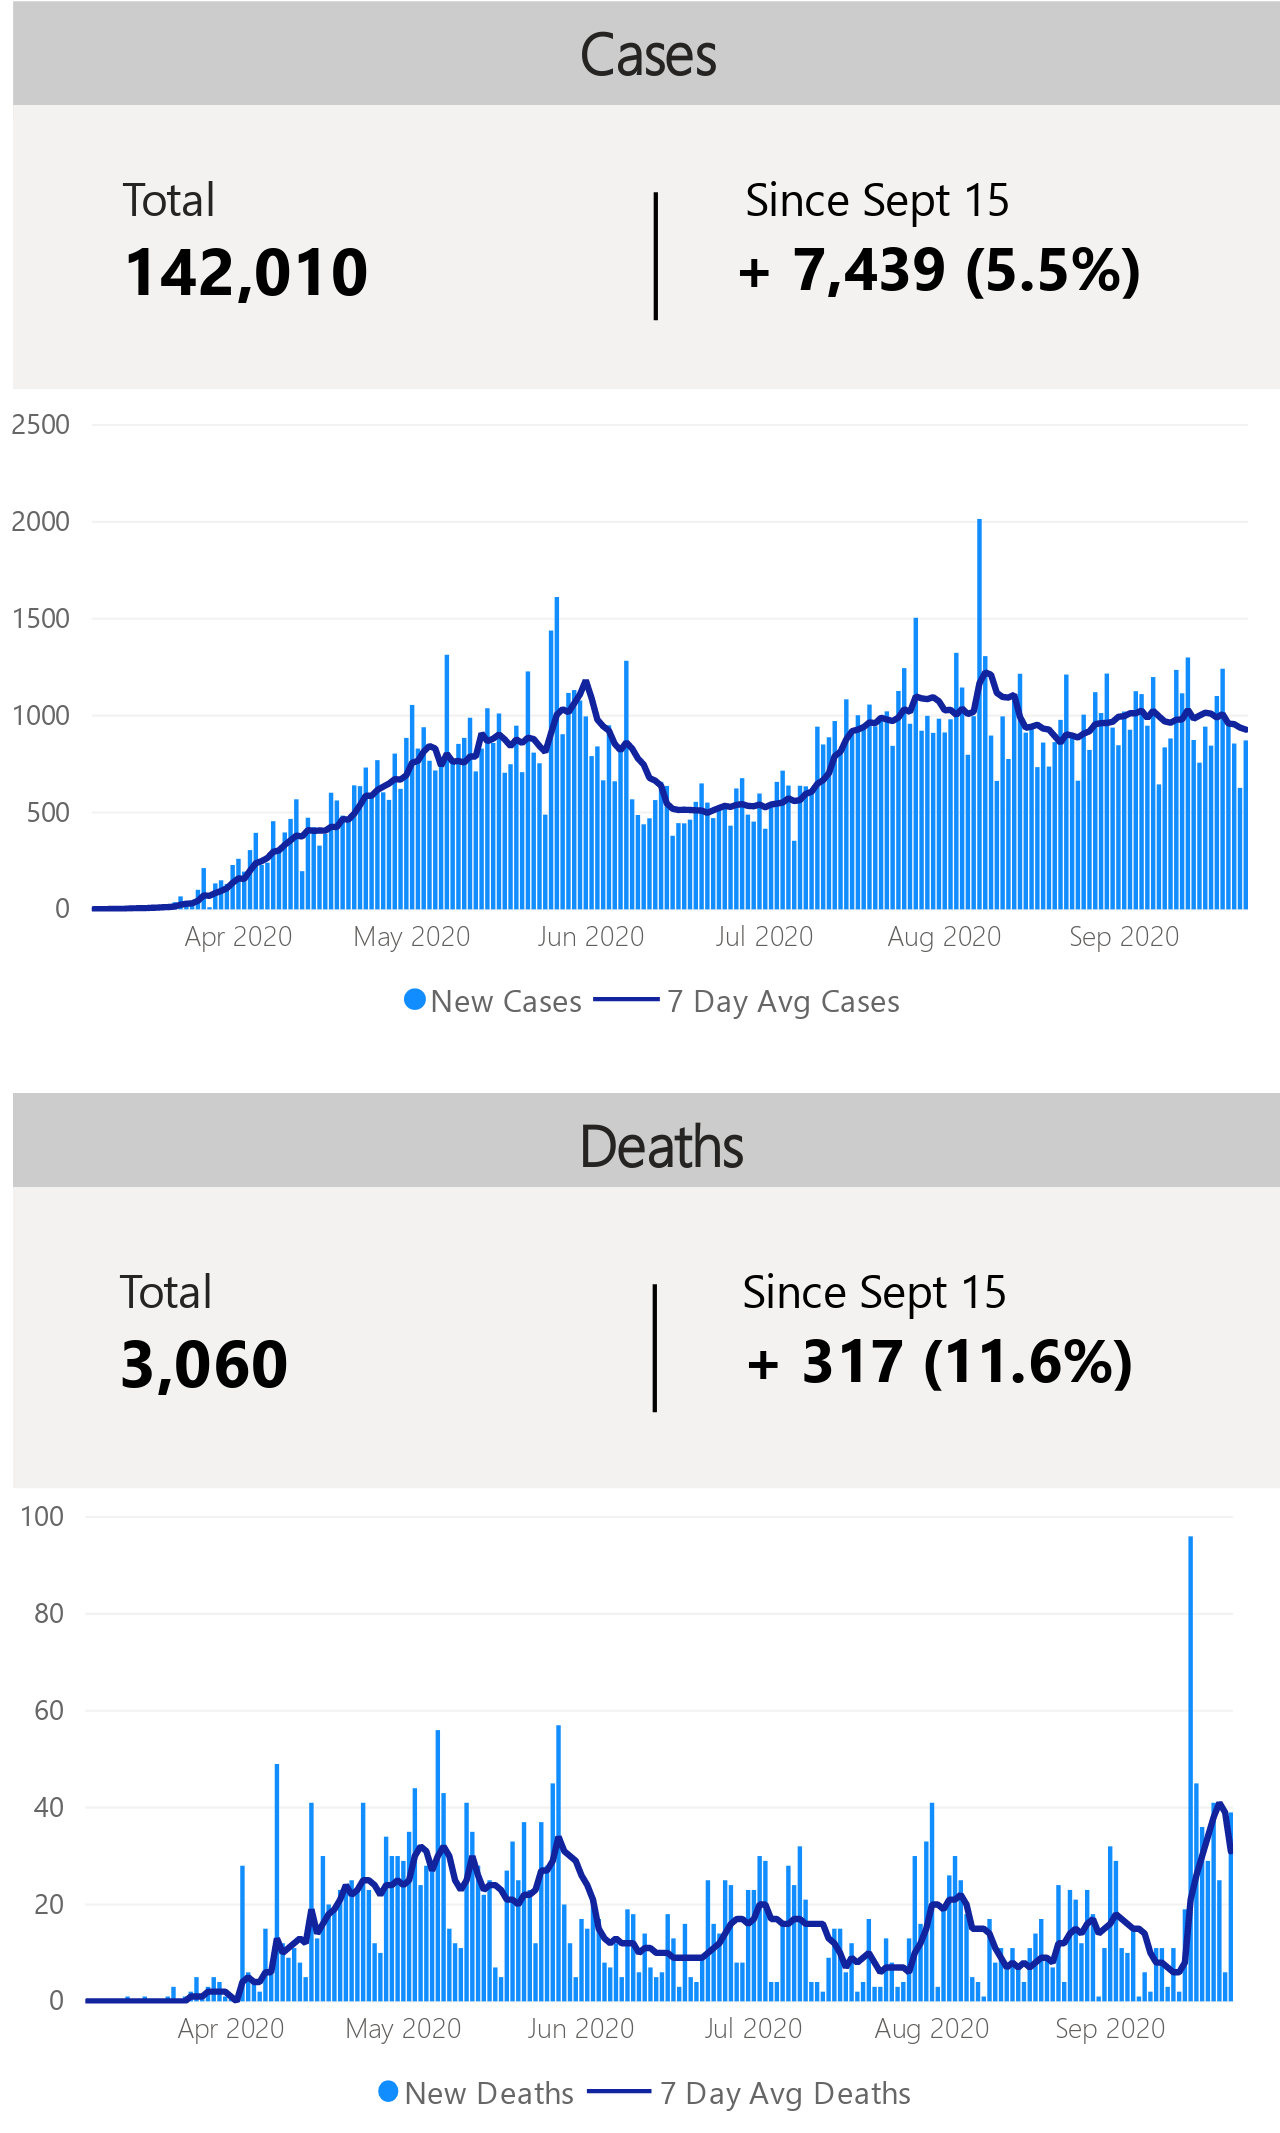 Cases
Total
Since Sept 15
142,010
+ 7,439 (5.5%)
2500
2000
1500
1000
500
0
Apr 2020 May 2020 Jun 2020 Jul 2020 Aug 2020 Sep 2020
New Cases 7 Day Avg Cases
Deaths
Total
Since Sept 15
3,060
+ 317 (11.6%)
100
80
60
40
20
0
Apr 2020 May 2020 Jun 2020 Jul 2020 Aug 2020 Sep 2020
New Deaths 7 Day Avg Deaths